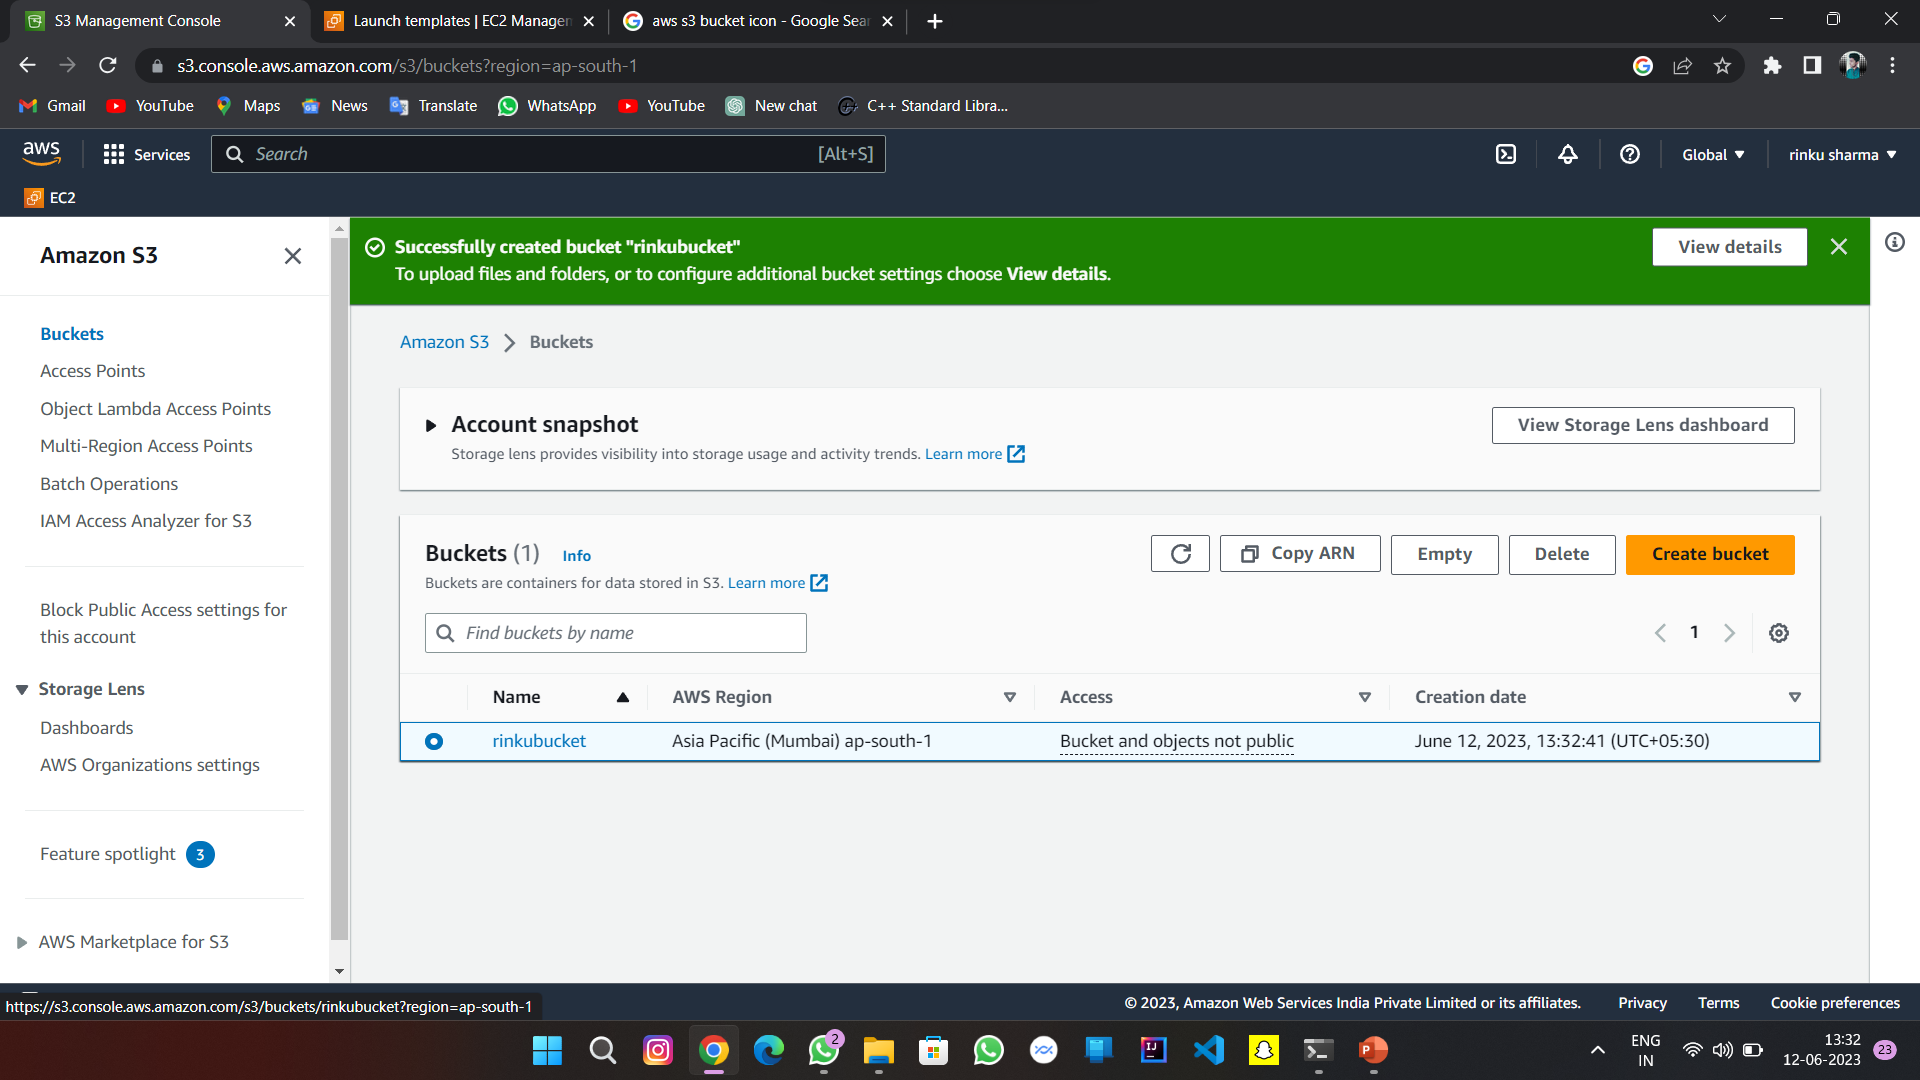 S3 Management Console
Launch templates | EC2 Managen
aws s3 bucket icon - Google Sear
s3.console.aws.amazon.com/s3/buckets?region=ap-south-1
Gmail YouTube Maps News Translate WhatsApp YouTube New chat C++ Standard Libra...
aws Services Search [Alt+S] Global rinku sharma
EC2
Amazon S3
Buckets
Access Points
Object Lambda Access Points
Multi-Region Access Points
Batch Operations
IAM Access Analyzer for S3
Block Public Access settings for
this account
Storage Lens
Dashboards
AWS Organizations settings
Feature spotlight 3
AWS Marketplace for S3
Successfully created bucket "rinkubucket"
To upload files and folders, or to configure additional bucket settings choose View details.
View details
Amazon S3 Buckets
Account snapshot
Storage lens provides visibility into storage usage and activity trends. Learn more
View Storage Lens dashboard
Buckets (1) Info
Buckets are containers for data stored in S3. Learn more
Copy ARN Empty Delete Create bucket
Find buckets by name
1
Name AWS Region Access Creation date
rinkubucket Asia Pacific (Mumbai) ap-south-1 Bucket and objects not public June 12, 2023, 13:32:41 (UTC+05:30)
https://s3.console.aws.amazon.com/s3/buckets/rinkubucket?region=ap-south-1
© 2023, Amazon Web Services India Private Limited or its affiliates. Privacy Terms Cookie preferences
2
ENG
IN
13:32
12-06-2023
23